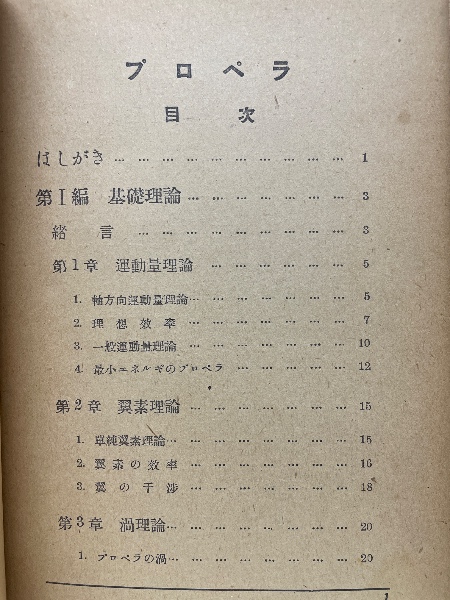 プロペラ
目次
はしがき … … … … … … … … … … … 1
第Ⅰ編 基礎理論 … … … … … … … … 3
緒言 … … … … … … … … … … 3
第1章 運動量理論 … … … … … … … 5
1. 軸方向運動量理論 … … … … … … … … 5
2. 理想效率 … … … … … … … … 7
3. 一般運動量理論 … … … … … … … 10
4. 最小エネルギのプロペラ … … … … … … 12
第2章 翼素理論 … … … … … … … … 15
1. 單純翼素理論 … … … … … … … … 15
2. 翼素の效率 … … … … … … … … 16
3. 翼の干渉 … … … … … … … … 18
第3章 渦理論 … … … … … … … … 20
1. プロペラの渦 … … … … … … … … 20
1